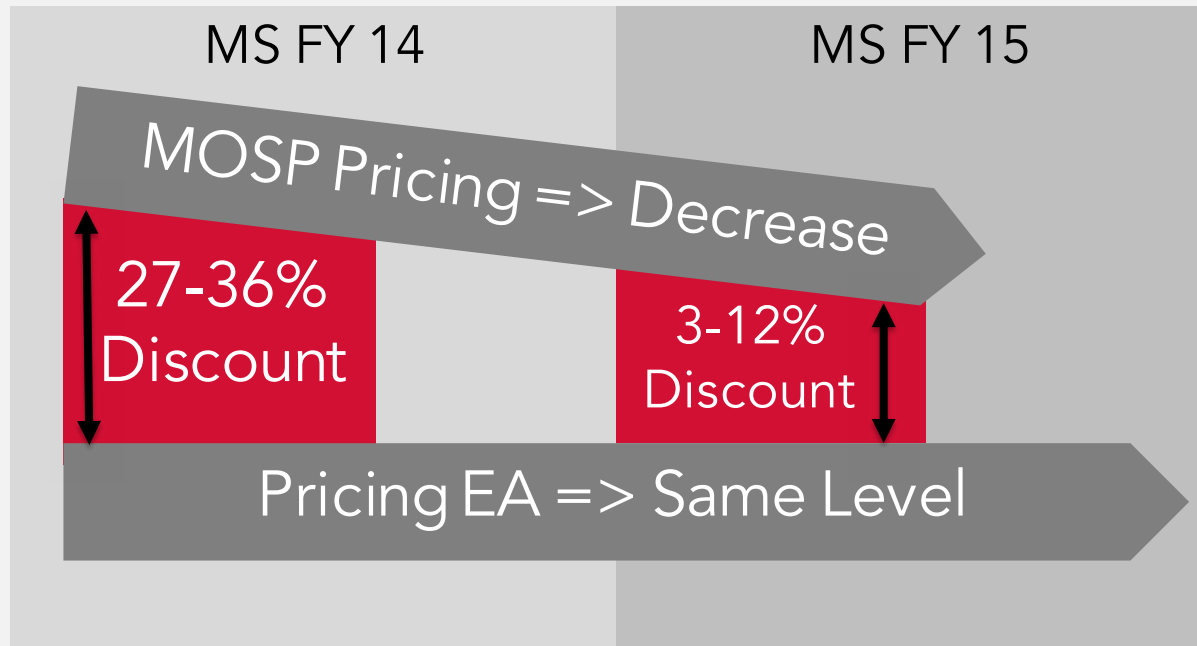 MS FY 14
MS FY 15
MOSP Pricing => Decrease
27-36%
Discount
3-12%
Discount
Pricing EA => Same Level